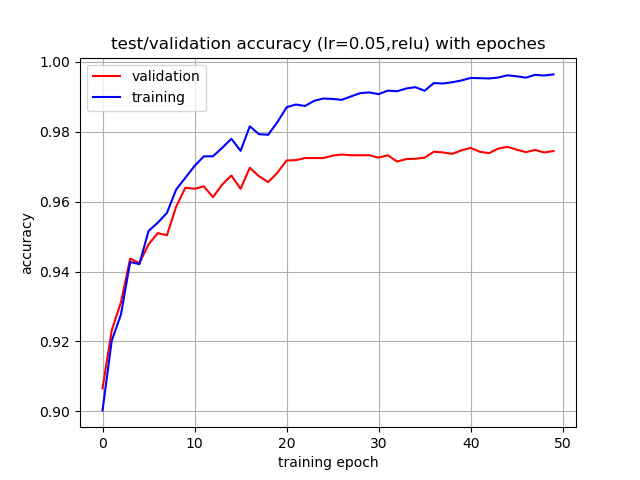 test/validation accuracy (lr=0.05,relu) with epoches
1.00
0.98
0.96
0.94
0.92
0.90
accuracy
validation
training
0 10 20 30 40 50
training epoch